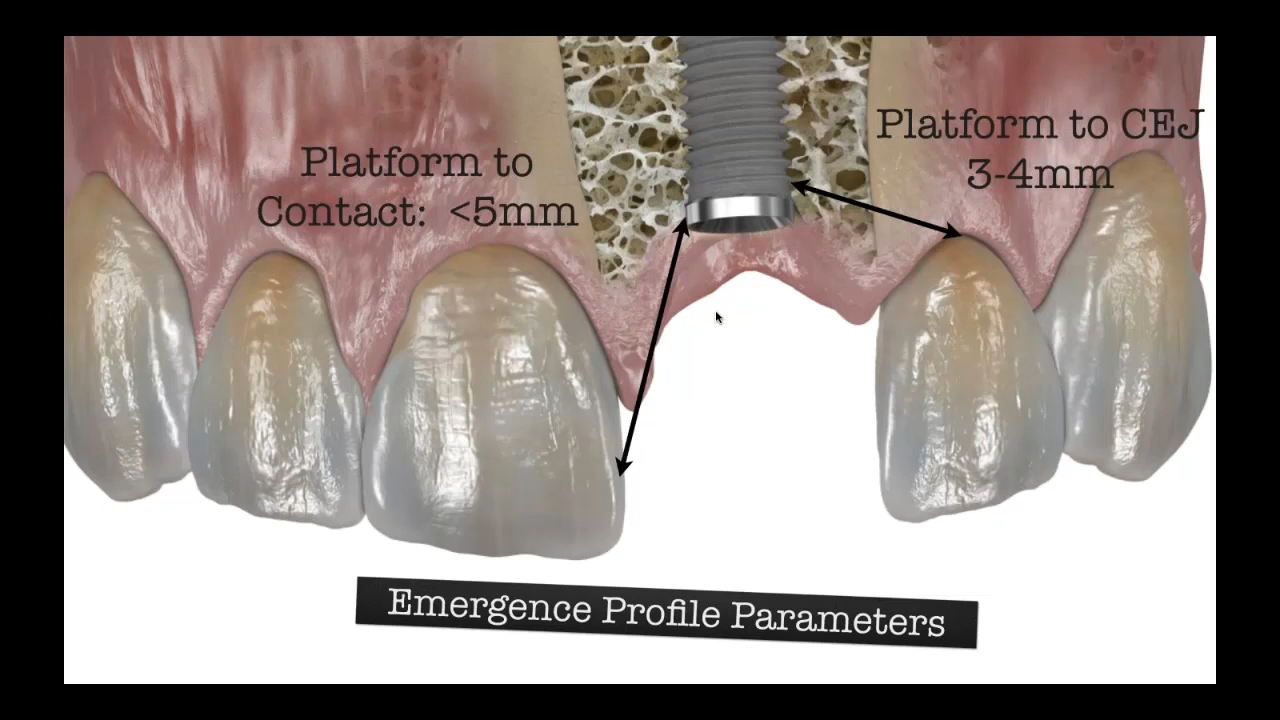 Platform to
Contact:  <5mm
Platform to CEJ
3-4mm
Emergence Profile Parameters